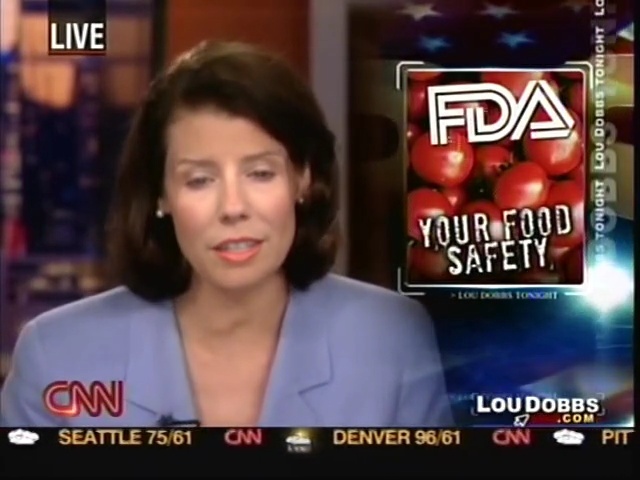 LIVE
FDA
YOUR FOOD
SAFETY
> LOU DOBBS TONIGHT
LOU DOBBS TONIGHT
CNN
LOUDOBBS
.COM
SEATTLE 75/61 CNN DENVER 96/61 CNN PIT